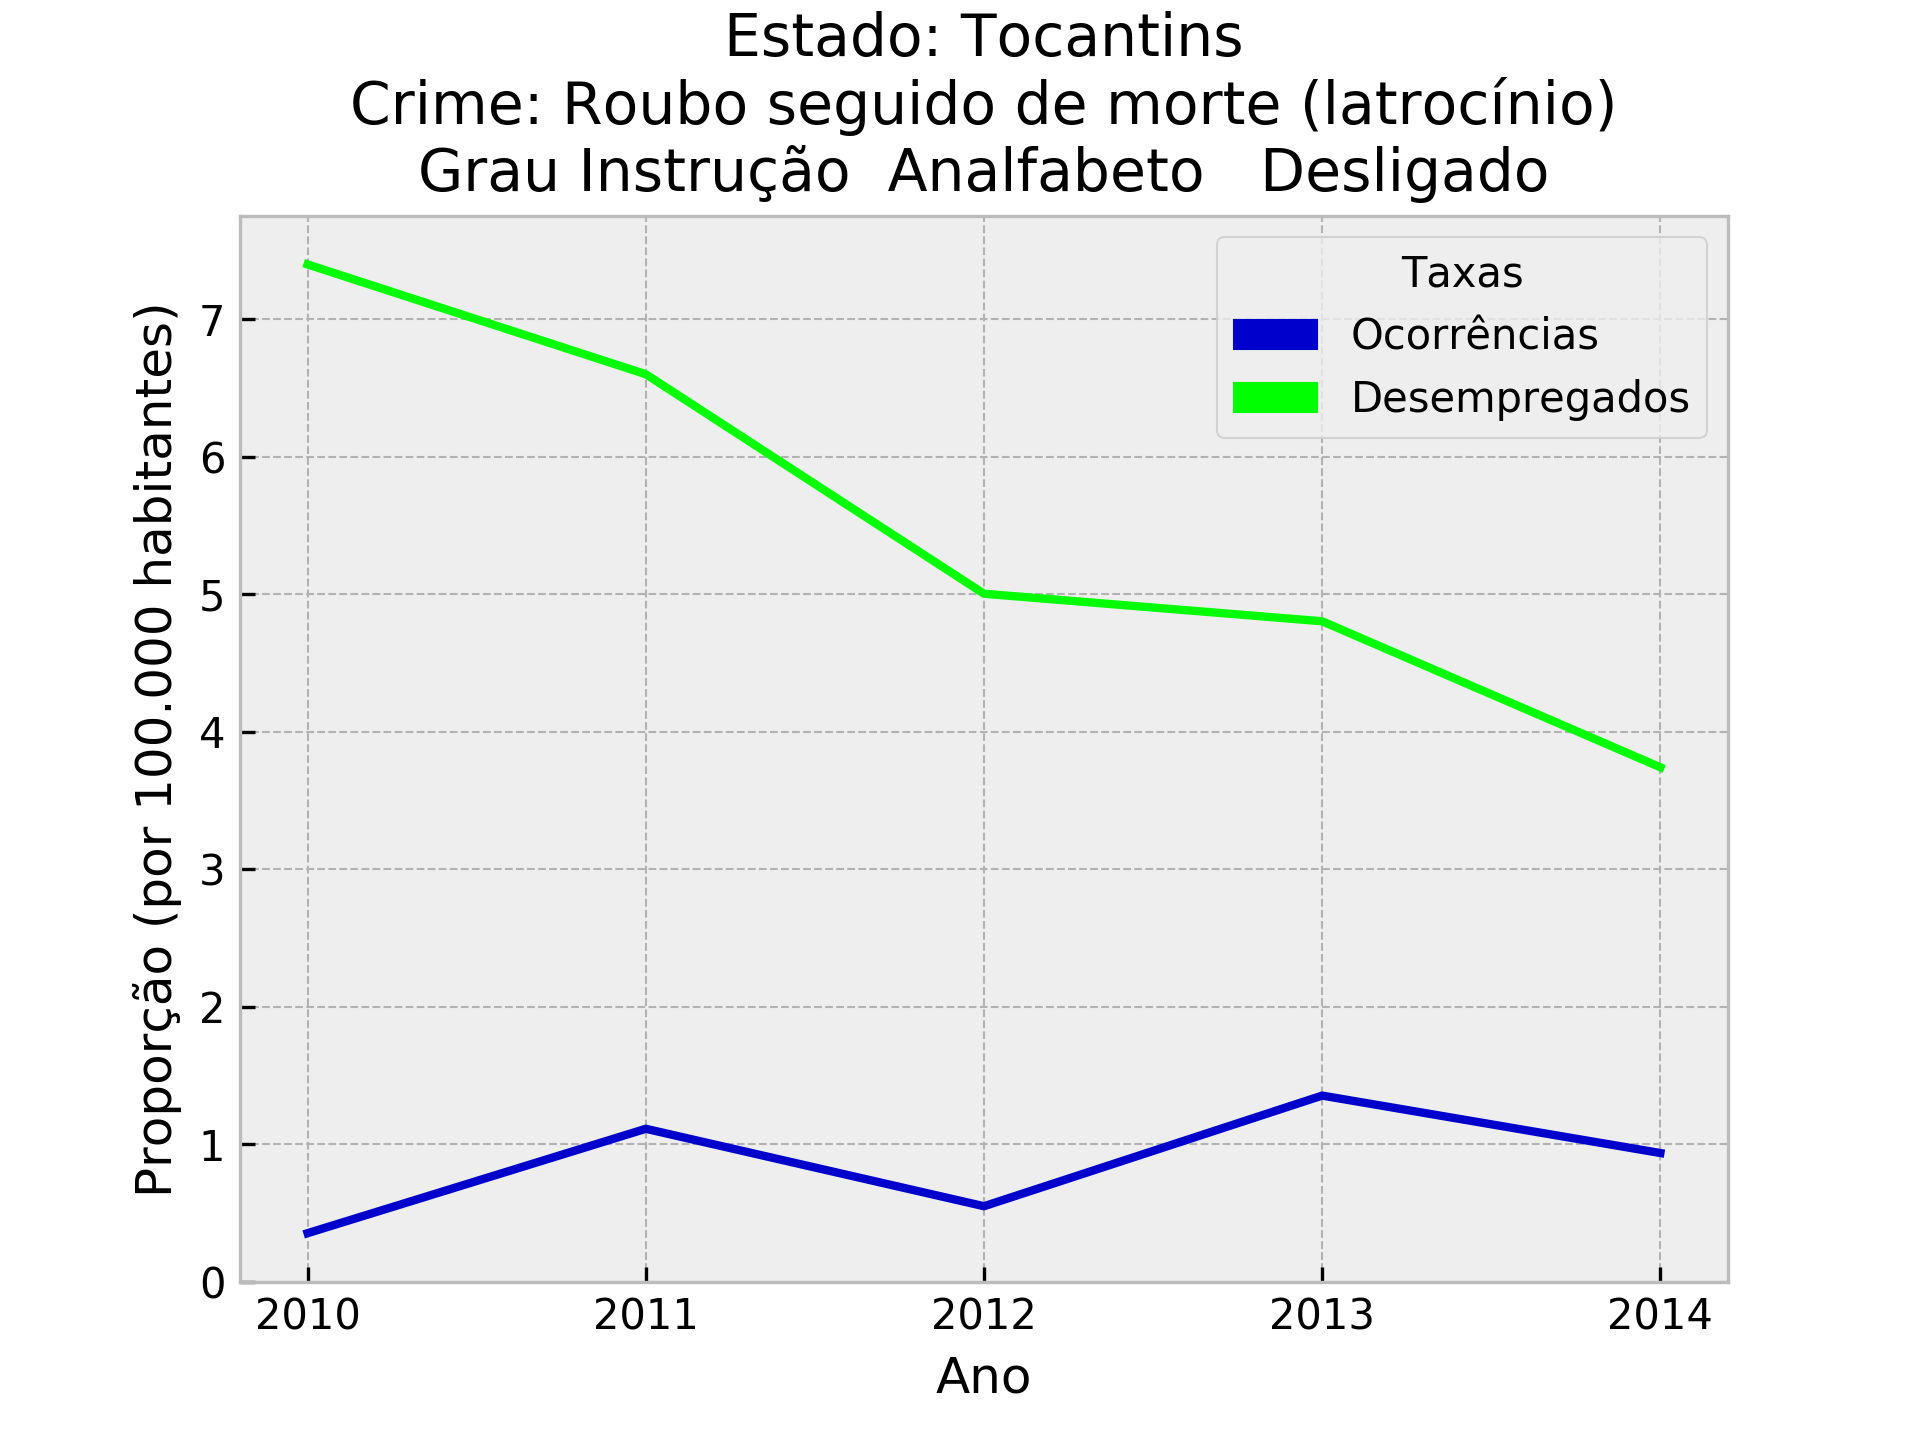 Estado: Tocantins
Crime: Roubo seguido de morte (latrocínio)
Grau Instrução  Analfabeto   Desligado
Taxas
Ocorrências
Desempregados
Proporção (por 100.000 habitantes)
7
6
5
4
3
2
1
0
2010 2011 2012 2013 2014
Ano